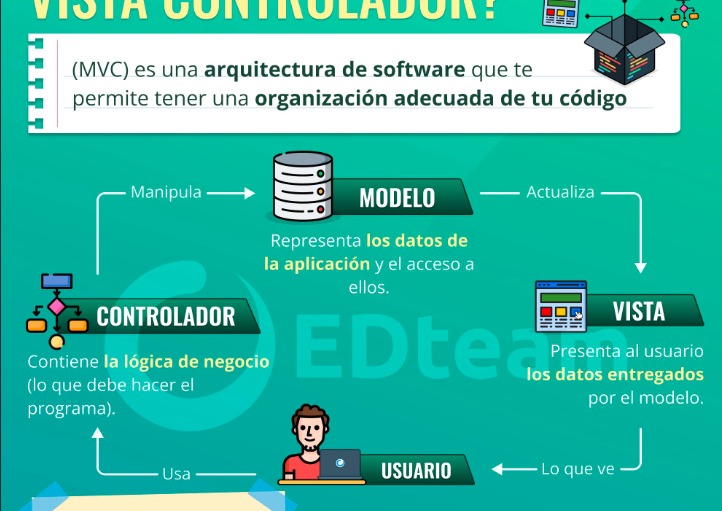 VISTA CONTROLADOR?
(MVC) es una arquitectura de software que te
permite tener una organización adecuada de tu código
Manipula
MODELO
Actualiza
Representa los datos de
la aplicación y el acceso a
ellos.
CONTROLADOR
VISTA
EDteam
Contiene la lógica de negocio
(lo que debe hacer el
programa).
Presenta al usuario
los datos entregados
por el modelo.
Usa
USUARIO
Lo que ve